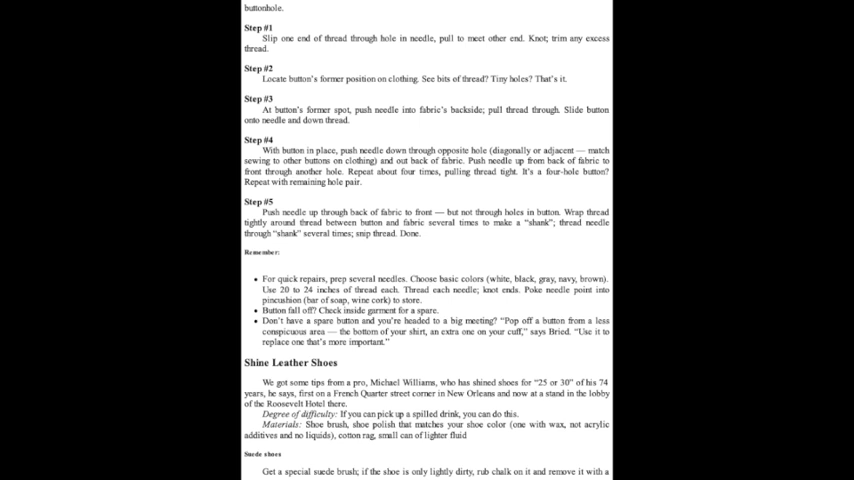 buttonhole.
Step #1
Slip one end of thread through hole in needle, pull to meet other end. Knot; trim any excess
thread.
Step #2
Locate button's former position on clothing. See bits of thread? Tiny holes? That's it.
Step #3
At button's former spot, push needle into fabric's backside; pull thread through. Slide button
onto needle and down thread.
Step #4
With button in place, push needle down through opposite hole (diagonally or adjacent — match
sewing to other buttons on clothing) and out back of fabric. Push needle up from back of fabric to
front through another hole. Repeat about four times, pulling thread tight. It's a four-hole button?
Repeat with remaining hole pair.
Step #5
Push needle up through back of fabric to front — but not through holes in button. Wrap thread
tightly around thread between button and fabric several times to make a “shank”; thread needle
through “shank” several times; snip thread. Done.
Remember:
• For quick repairs, prep several needles. Choose basic colors (white, black, gray, navy, brown).
Use 20 to 24 inches of thread each. Thread each needle; knot ends. Poke needle point into
pincushion (bar of soap, wine cork) to store.
• Button fall off? Check inside garment for a spare.
• Don't have a spare button and you're headed to a big meeting? “Pop off a button from a less
conspicuous area — the bottom of your shirt, an extra one on your cuff,” says Bried. “Use it to
replace one that's more important.”
Shine Leather Shoes
We got some tips from a pro, Michael Williams, who has shined shoes for “25 or 30” of his 74
years, he says, first on a French Quarter street corner in New Orleans and now at a stand in the lobby
of the Roosevelt Hotel there.
Degree of difficulty: If you can pick up a spilled drink, you can do this.
Materials: Shoe brush, shoe polish that matches your shoe color (one with wax, not acrylic
additives and no liquids), cotton rag, small can of lighter fluid
Suede shoes
Get a special suede brush; if the shoe is only lightly dirty, rub chalk on it and remove it with a